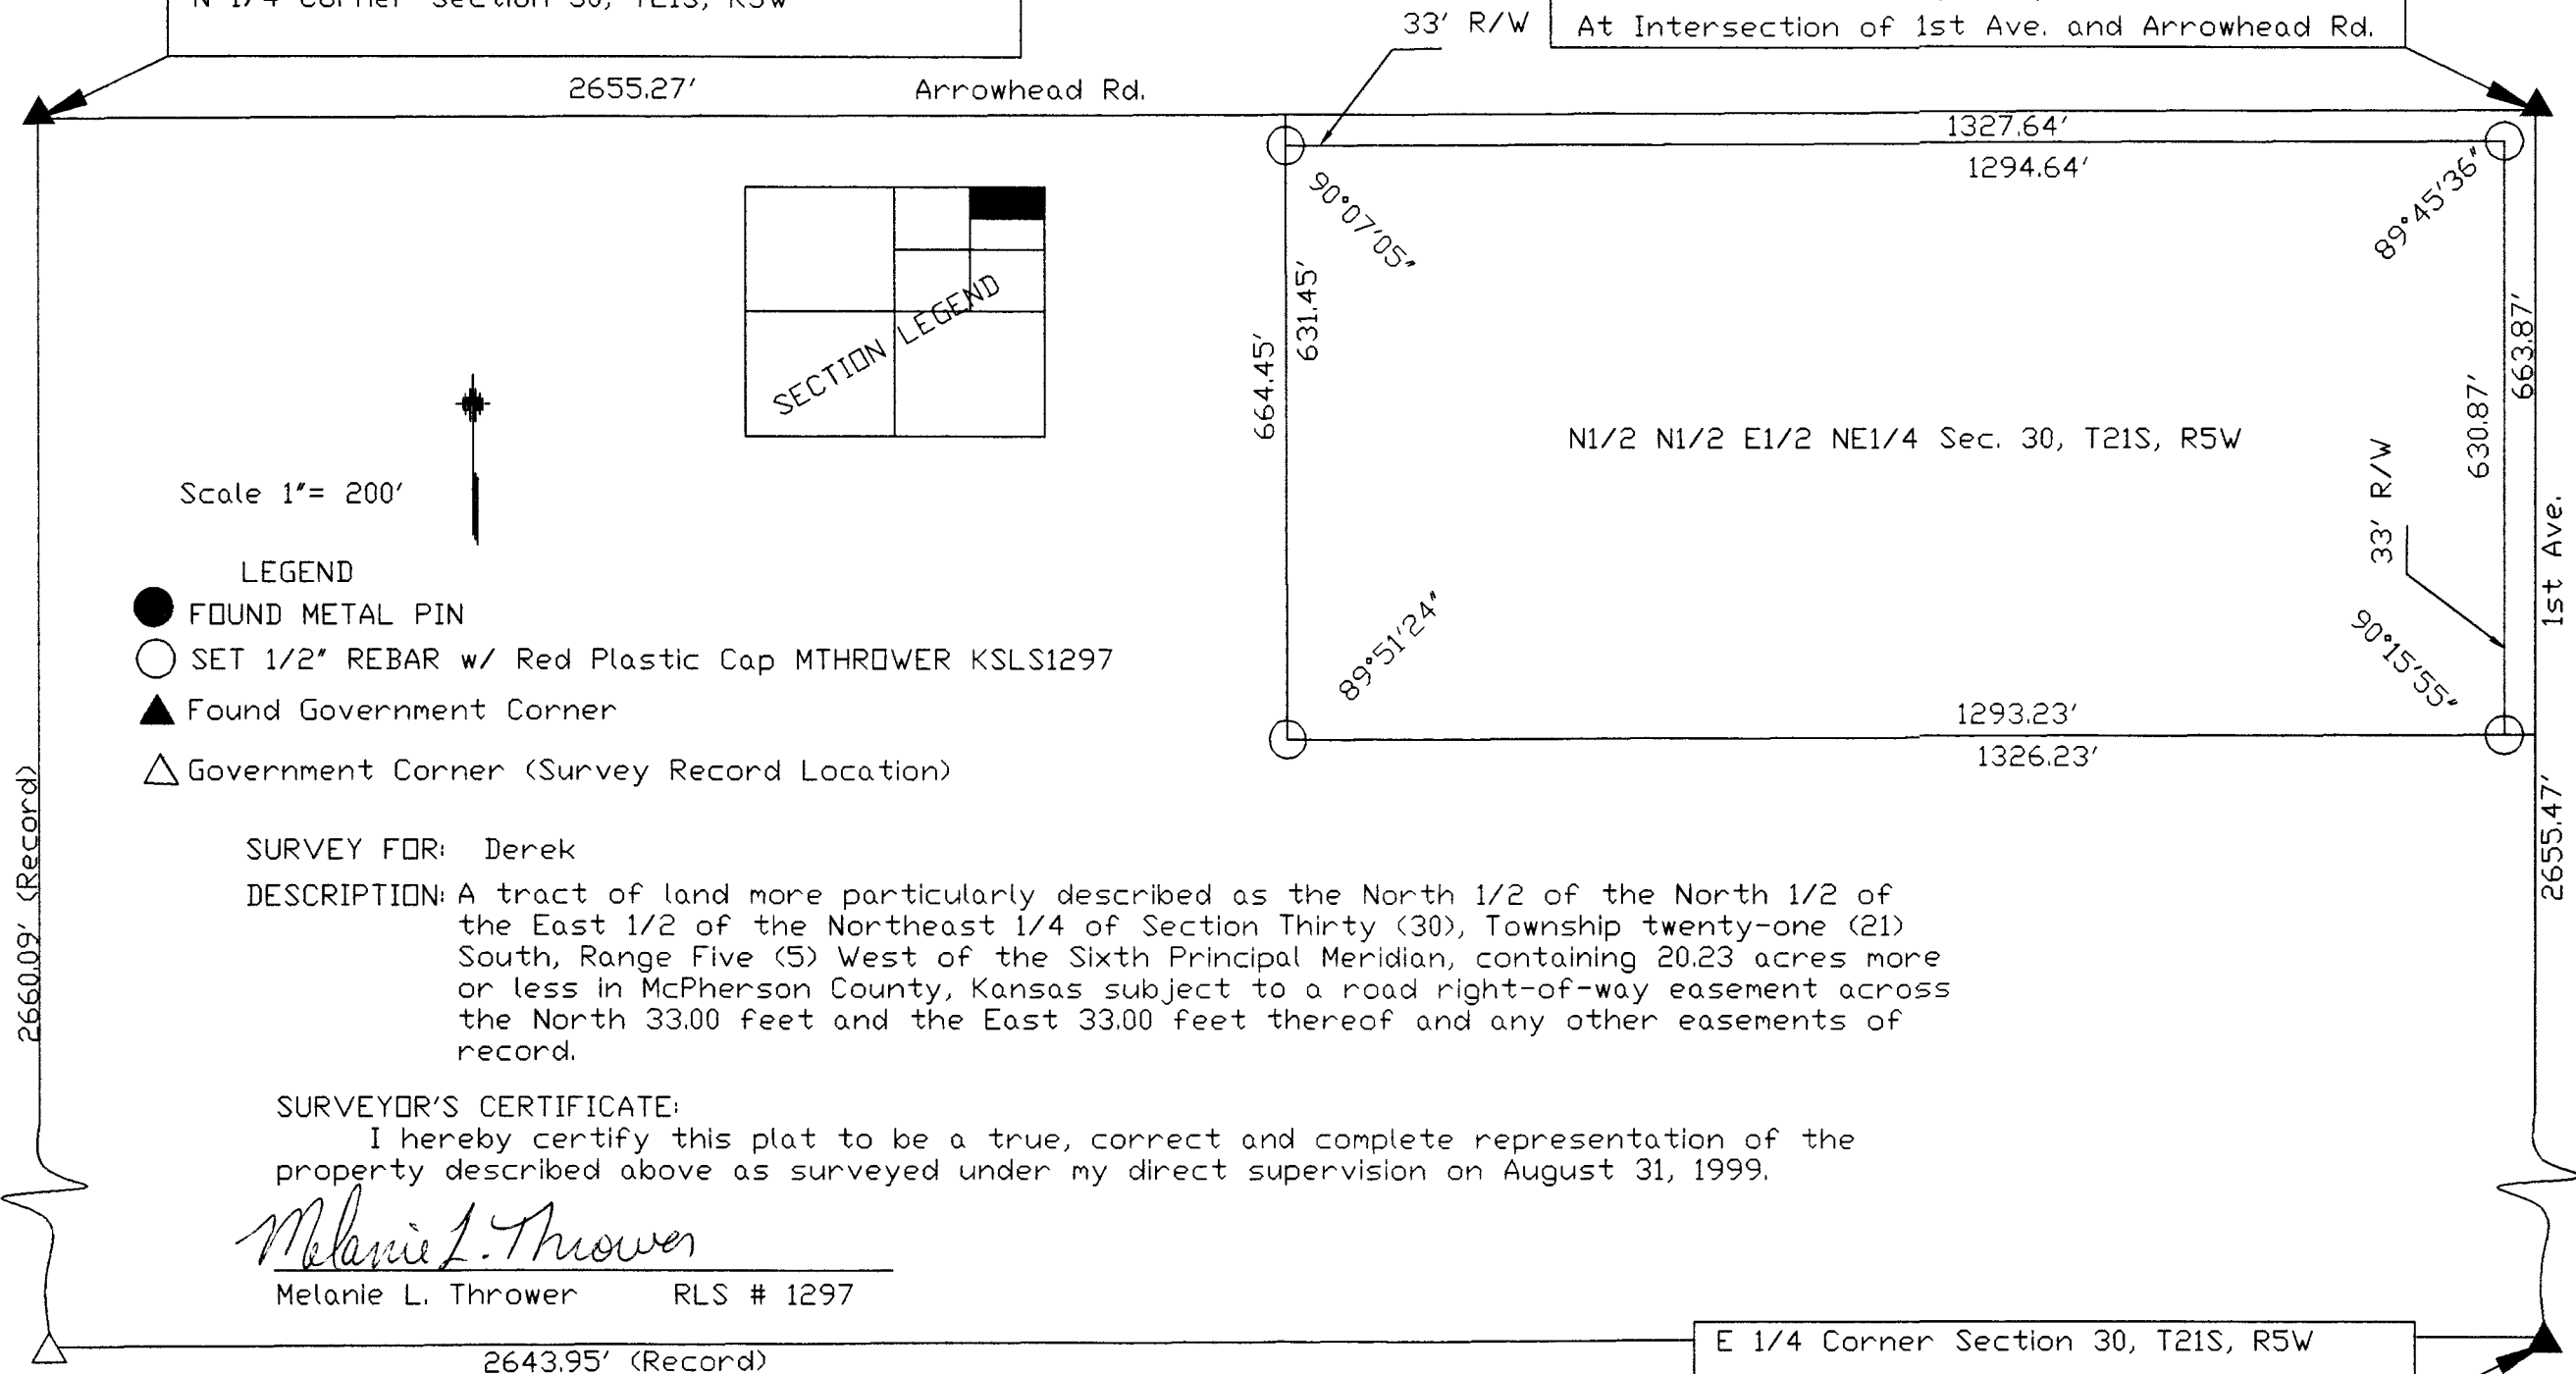 N 1/4 Corner Section 30, T21S, R5W
33' R/W
At Intersection of 1st Ave. and Arrowhead Rd.
2655.27'
Arrowhead Rd.
1327.64'
1294.64'
90°07'05"
89°45'36"
631.45'
664.45'
663.87'
630.87'
SECTION LEGEND
N1/2 N1/2 E1/2 NE1/4 Sec. 30, T21S, R5W
33' R/W
1st Ave.
Scale 1"= 200'
LEGEND
FOUND METAL PIN
SET 1/2" REBAR w/ Red Plastic Cap MTHROWER KSLS1297
Found Government Corner
Government Corner (Survey Record Location)
89°51'24"
90°15'55"
1293.23'
1326.23'
2660.09' (Record)
2655.47'
SURVEY FOR: Derek
DESCRIPTION: A tract of land more particularly described as the North 1/2 of the North 1/2 of
the East 1/2 of the Northeast 1/4 of Section Thirty (30), Township twenty-one (21)
South, Range Five (5) West of the Sixth Principal Meridian, containing 20.23 acres more
or less in McPherson County, Kansas subject to a road right-of-way easement across
the North 33.00 feet and the East 33.00 feet thereof and any other easements of
record.
SURVEYOR'S CERTIFICATE:
I hereby certify this plat to be a true, correct and complete representation of the
property described above as surveyed under my direct supervision on August 31, 1999.
Melanie L. Thrower
Melanie L. Thrower RLS # 1297
E 1/4 Corner Section 30, T21S, R5W
2643.95' (Record)